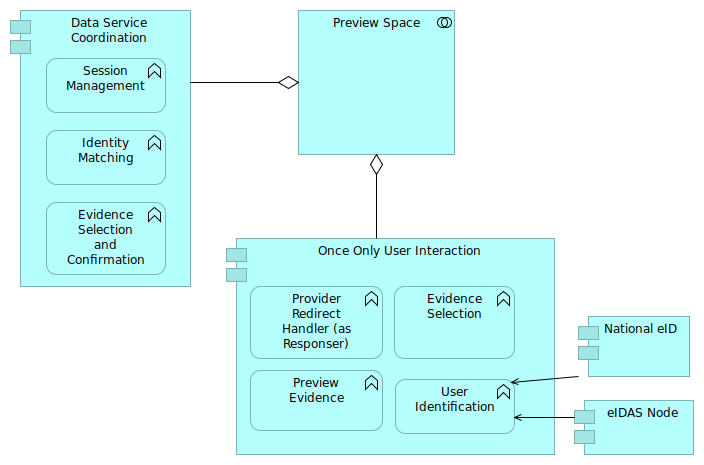 Data Service
Coordination
Session
Management
Identity
Matching
Evidence
Selection
and
Confirmation
Preview Space
Once Only User Interaction
Provider
Redirect
Handler (as
Responser)
Evidence
Selection
Preview
Evidence
User
Identification
National eID
eIDAS Node